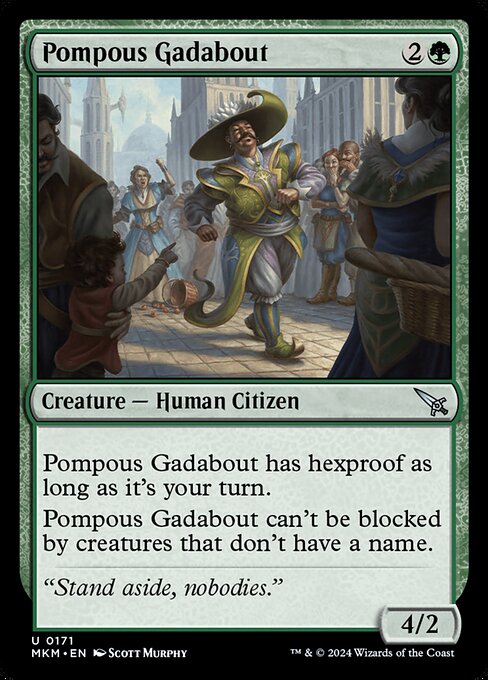 Pompous Gadabout 2
Creature — Human Citizen
Pompous Gadabout has hexproof as
long as it's your turn.
Pompous Gadabout can't be blocked
by creatures that don't have a name.
“Stand aside, nobodies.”
4/2
U 0171
MKM • EN Scott Murphy
™ & © 2024 Wizards of the Coast